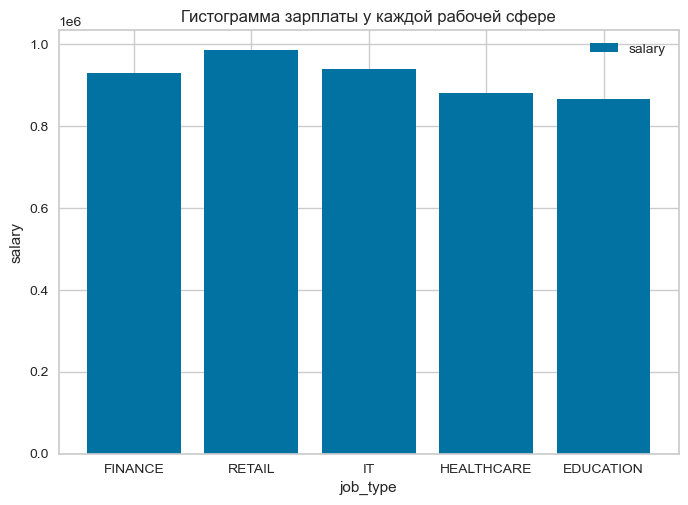 Гистограмма зарплаты у каждой рабочей сфере
1e6
1.0
0.8
0.6
0.4
0.2
0.0
salary
salary
FINANCE RETAIL IT HEALTHCARE EDUCATION
job_type